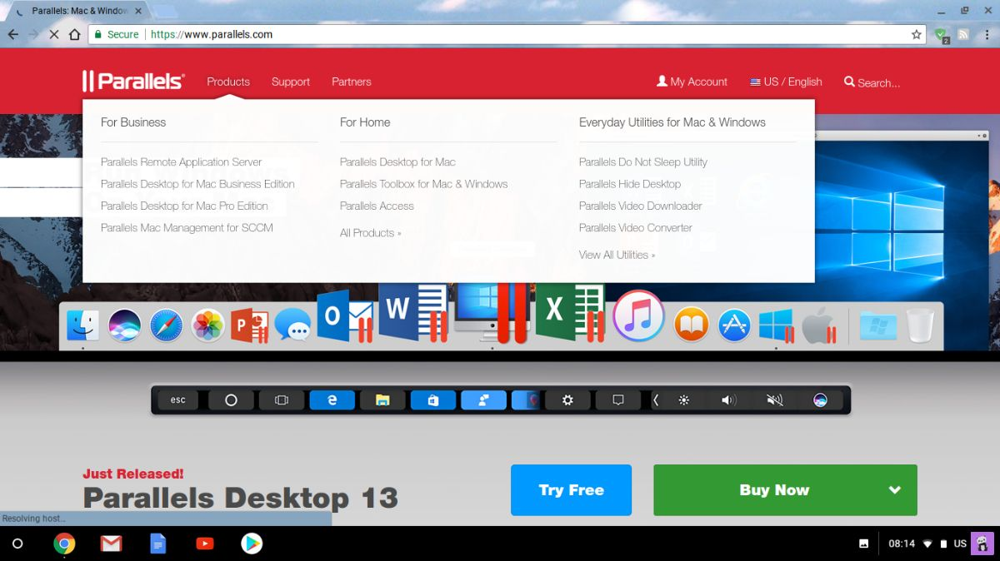 Parallels: Mac & Window
Secure https://www.parallels.com
2
Parallels
Products Support Partners
My Account US / English Search...
For Business
Parallels Remote Application Server
Parallels Desktop for Mac Business Edition
Parallels Desktop for Mac Pro Edition
Parallels Mac Management for SCCM
For Home
Parallels Desktop for Mac
Parallels Toolbox for Mac & Windows
Parallels Access
All Products »
Everyday Utilities for Mac & Windows
Parallels Do Not Sleep Utility
Parallels Hide Desktop
Parallels Video Downloader
Parallels Video Converter
View All Utilities »
esc
Just Released!
Parallels Desktop 13
Try Free
Buy Now
Resolving host...
08:14 US